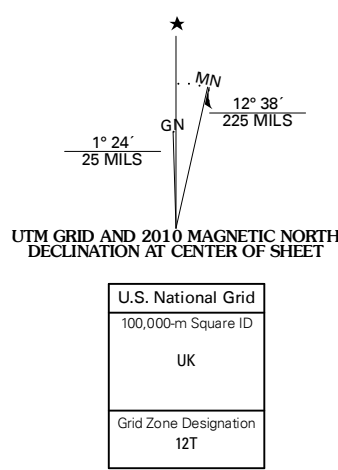 ★
MN
GN
12° 38´
225 MILS
1° 24´
25 MILS
UTM GRID AND 2010 MAGNETIC NORTH
DECLINATION AT CENTER OF SHEET
U.S. National Grid
100,000-m Square ID
UK
Grid Zone Designation
12T